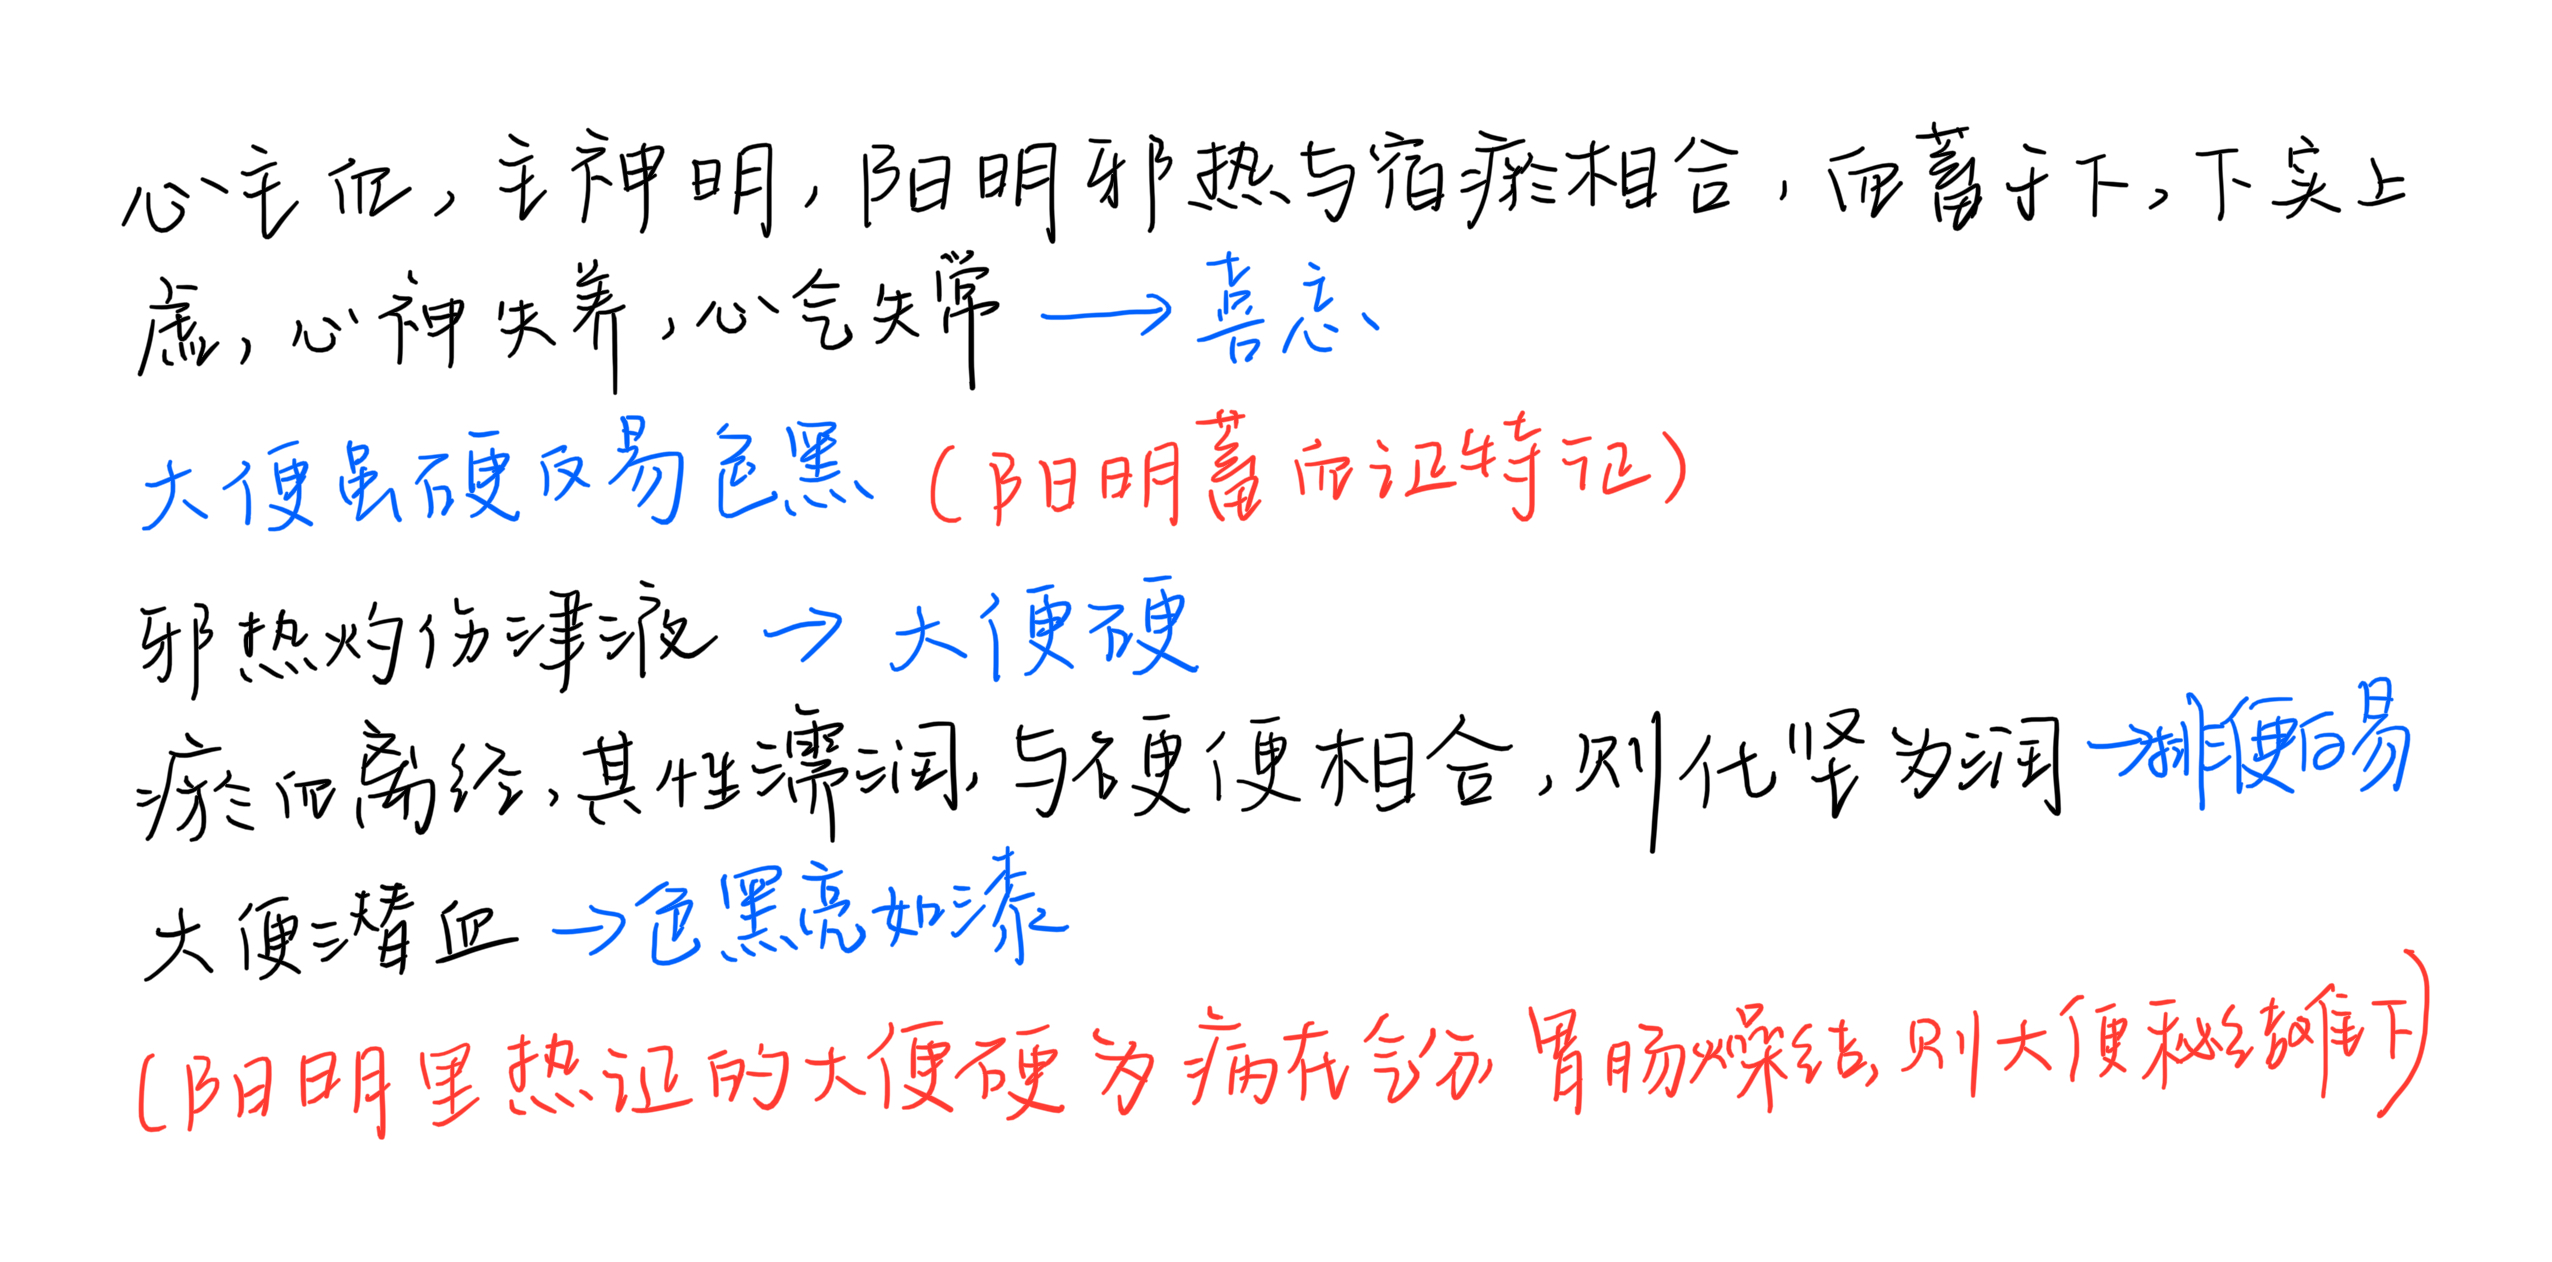 心主血，主神明，阳明邪热与宿瘀相合，血蓄于下，下实上
虚，心神失养，心气失常→喜忘
大便虽硬反易色黑（阳明蓄血证特征）
邪热灼伤津液→大便硬
瘀血离经，其性濡润，与硬便相合，则化坚为润→排便反易
大便潜血→色黑亮如漆
（阳明里热证的大便硬为病在气分，胃肠燥结，则大便秘结难下）